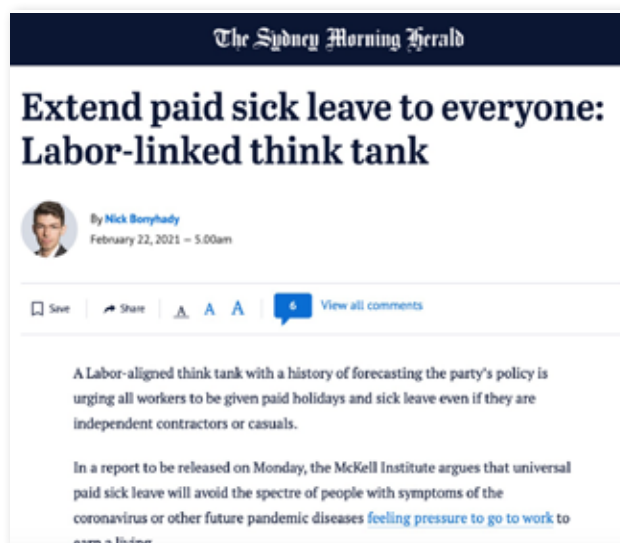 The Sydney Morning Herald
Extend paid sick leave to everyone:
Labor-linked think tank
By Nick Bonyhady
February 22, 2021 — 5.00am
Save Share A A A 6 View all comments
A Labor-aligned think tank with a history of forecasting the party's policy is
urging all workers to be given paid holidays and sick leave even if they are
independent contractors or casuals.
In a report to be released on Monday, the McKell Institute argues that universal
paid sick leave will avoid the spectre of people with symptoms of the
coronavirus or other future pandemic diseases feeling pressure to go to work to
earn a living